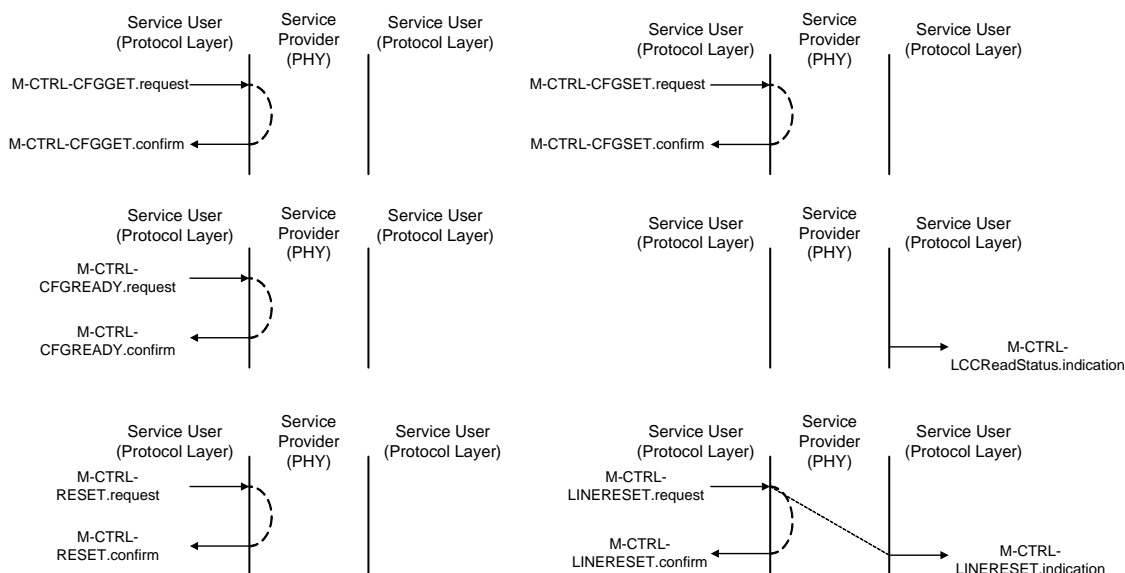 Service User
(Protocol Layer)
Service
Provider
(PHY)
Service User
(Protocol Layer)
M-CTRL-CFGGET.request
M-CTRL-CFGGET.confirm
Service User
(Protocol Layer)
Service
Provider
(PHY)
Service User
(Protocol Layer)
M-CTRL-CFGSET.request
M-CTRL-CFGSET.confirm
Service User
(Protocol Layer)
Service
Provider
(PHY)
Service User
(Protocol Layer)
M-CTRL-
CFGREADY.request
M-CTRL-
CFGREADY.confirm
Service User
(Protocol Layer)
Service
Provider
(PHY)
Service User
(Protocol Layer)
M-CTRL-
LCCReadStatus.indication
Service User
(Protocol Layer)
Service
Provider
(PHY)
Service User
(Protocol Layer)
M-CTRL-
RESET.request
M-CTRL-
RESET.confirm
Service User
(Protocol Layer)
Service
Provider
(PHY)
Service User
(Protocol Layer)
M-CTRL-
LINERESET.request
M-CTRL-
LINERESET.confirm
M-CTRL-
LINERESET.indication